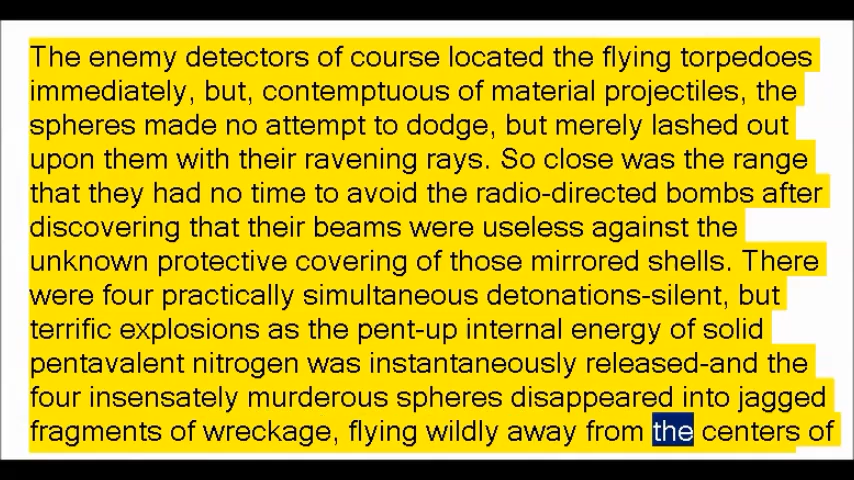 The enemy detectors of course located the flying torpedoes
immediately, but, contemptuous of material projectiles, the
spheres made no attempt to dodge, but merely lashed out
upon them with their ravening rays. So close was the range
that they had no time to avoid the radio-directed bombs after
discovering that their beams were useless against the
unknown protective covering of those mirrored shells. There
were four practically simultaneous detonations-silent, but
terrific explosions as the pent-up internal energy of solid
pentavalent nitrogen was instantaneously released-and the
four insensately murderous spheres disappeared into jagged
fragments of wreckage, flying wildly away from the centers of